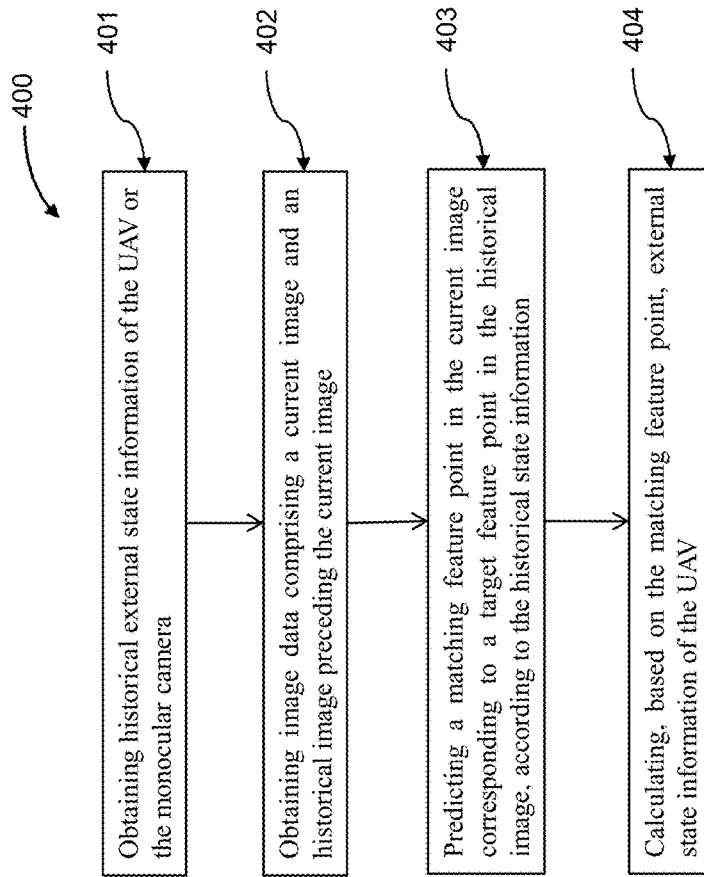 400
Obtaining historical external state information of the UAV or
the monocular camera
401
Obtaining image data comprising a current image and an
historical image preceding the current image
402
Predicting a matching feature point in the current image
corresponding to a target feature point in the historical
image, according to the historical state information
403
Calculating, based on the matching feature point, external
state information of the UAV
404